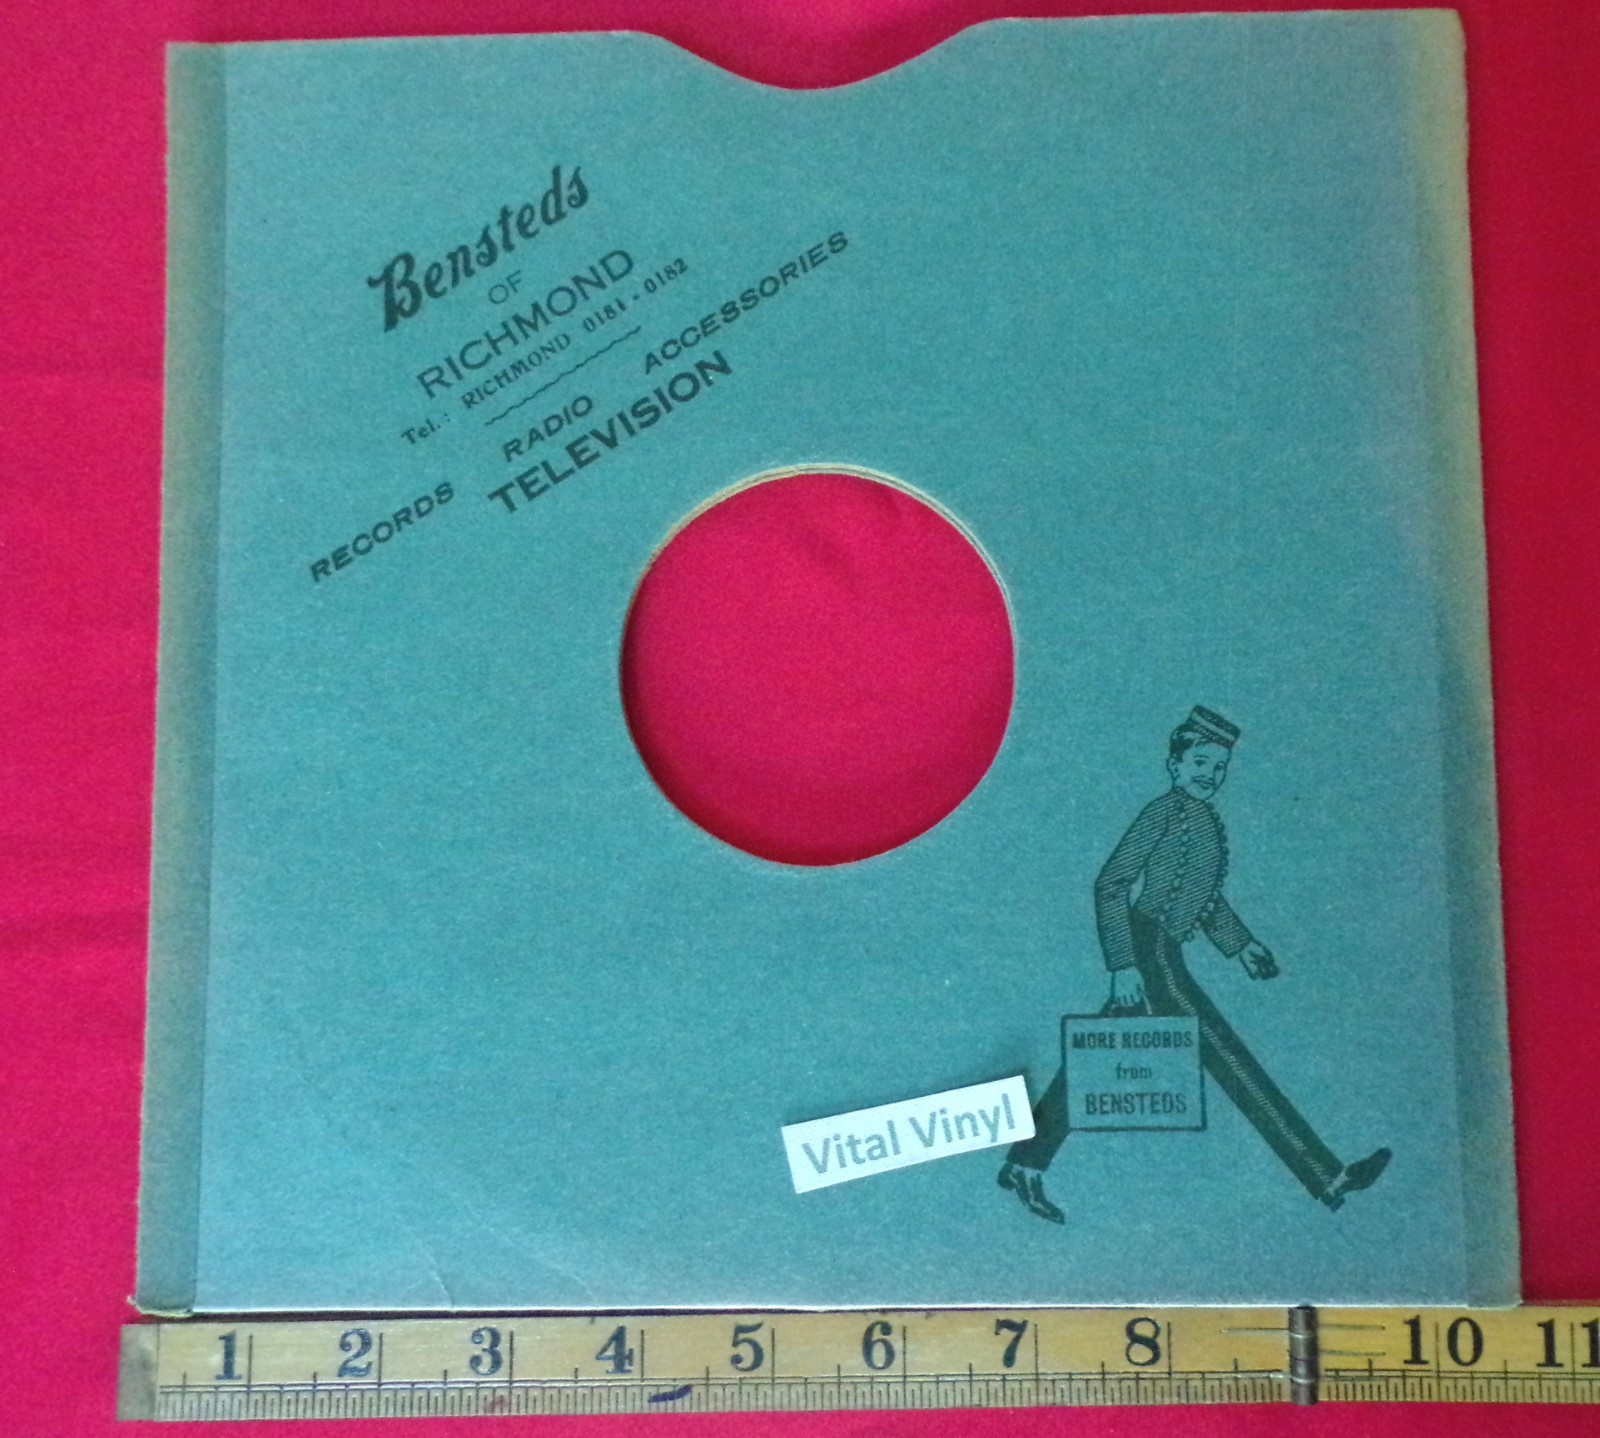 Bensteds
OF
RICHMOND
Tel.: RICHMOND 0181 - 0182
RECORDS RADIO ACCESSORIES
TELEVISION
MORE RECORDS
from
BENSTEDS
Vital Vinyl
1 2 3 4 5 6 7 8 10 11